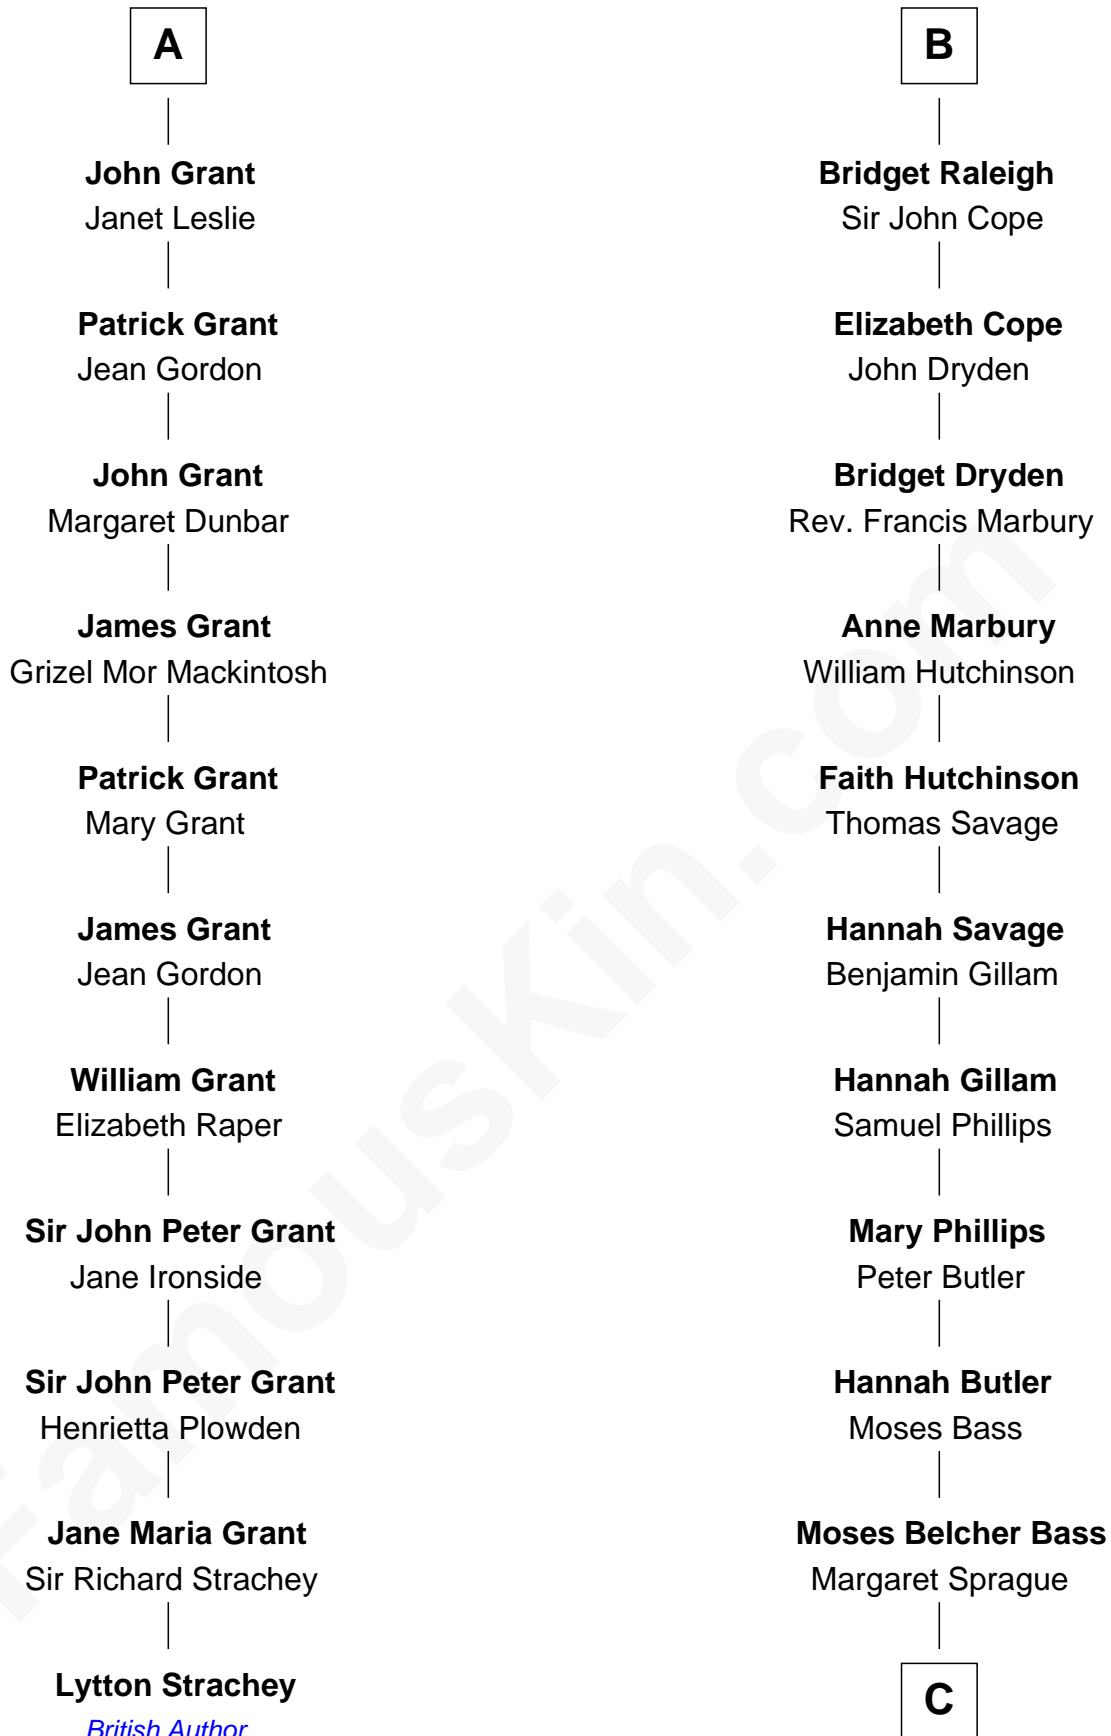 A
John Grant
Janet Leslie
Patrick Grant
Jean Gordon
John Grant
Margaret Dunbar
James Grant
Grizel Mor Mackintosh
Patrick Grant
Mary Grant
James Grant
Jean Gordon
William Grant
Elizabeth Raper
Sir John Peter Grant
Jane Ironside
Sir John Peter Grant
Henrietta Plowden
Jane Maria Grant
Sir Richard Strachey
Lytton Strachey
British Author
B
Bridget Raleigh
Sir John Cope
Elizabeth Cope
John Dryden
Bridget Dryden
Rev. Francis Marbury
Anne Marbury
William Hutchinson
Faith Hutchinson
Thomas Savage
Hannah Savage
Benjamin Gillam
Hannah Gillam
Samuel Phillips
Mary Phillips
Peter Butler
Hannah Butler
Moses Bass
Moses Belcher Bass
Margaret Sprague
C
FamousKin.com